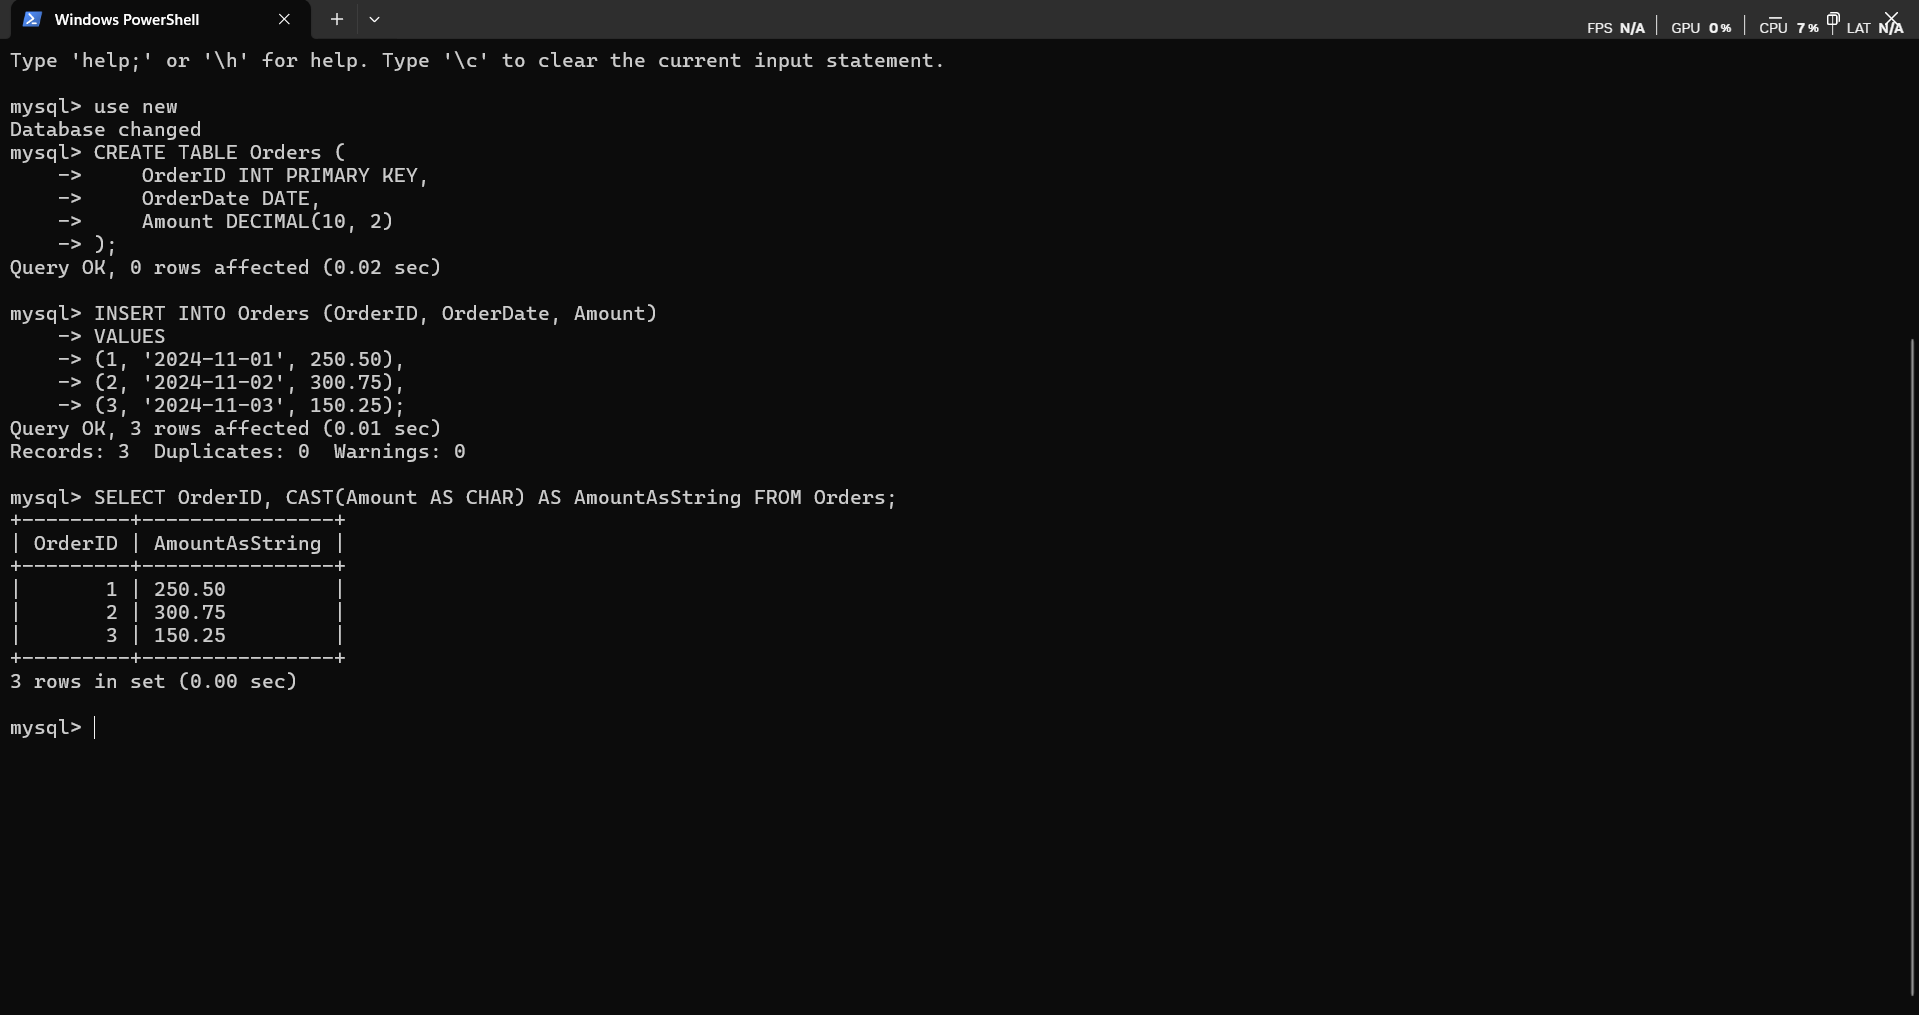 Windows PowerShell
FPS N/A | GPU 0% | CPU 7% | LAT N/A
Type 'help;' or '\h' for help. Type '\c' to clear the current input statement.

mysql> use new
Database changed
mysql> CREATE TABLE Orders (
    ->     OrderID INT PRIMARY KEY,
    ->     OrderDate DATE,
    ->     Amount DECIMAL(10, 2)
    -> );
Query OK, 0 rows affected (0.02 sec)

mysql> INSERT INTO Orders (OrderID, OrderDate, Amount)
    -> VALUES
    -> (1, '2024-11-01', 250.50),
    -> (2, '2024-11-02', 300.75),
    -> (3, '2024-11-03', 150.25);
Query OK, 3 rows affected (0.01 sec)
Records: 3  Duplicates: 0  Warnings: 0

mysql> SELECT OrderID, CAST(Amount AS CHAR) AS AmountAsString FROM Orders;
+---------+----------------+
| OrderID | AmountAsString |
+---------+----------------+
|       1 | 250.50         |
|       2 | 300.75         |
|       3 | 150.25         |
+---------+----------------+
3 rows in set (0.00 sec)

mysql>